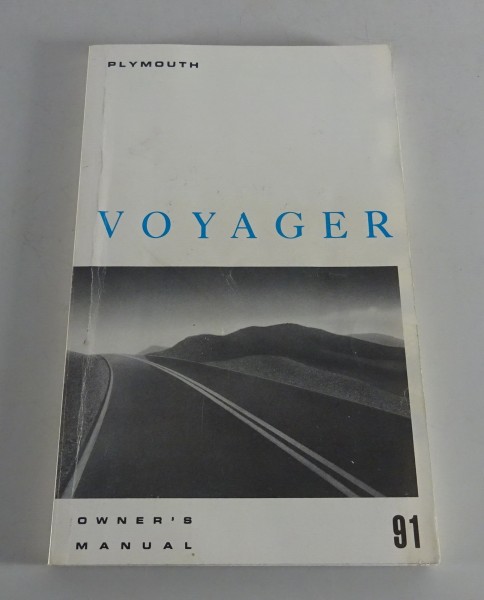 PLYMOUTH
VOYAGER
OWNER'S
MANUAL 91